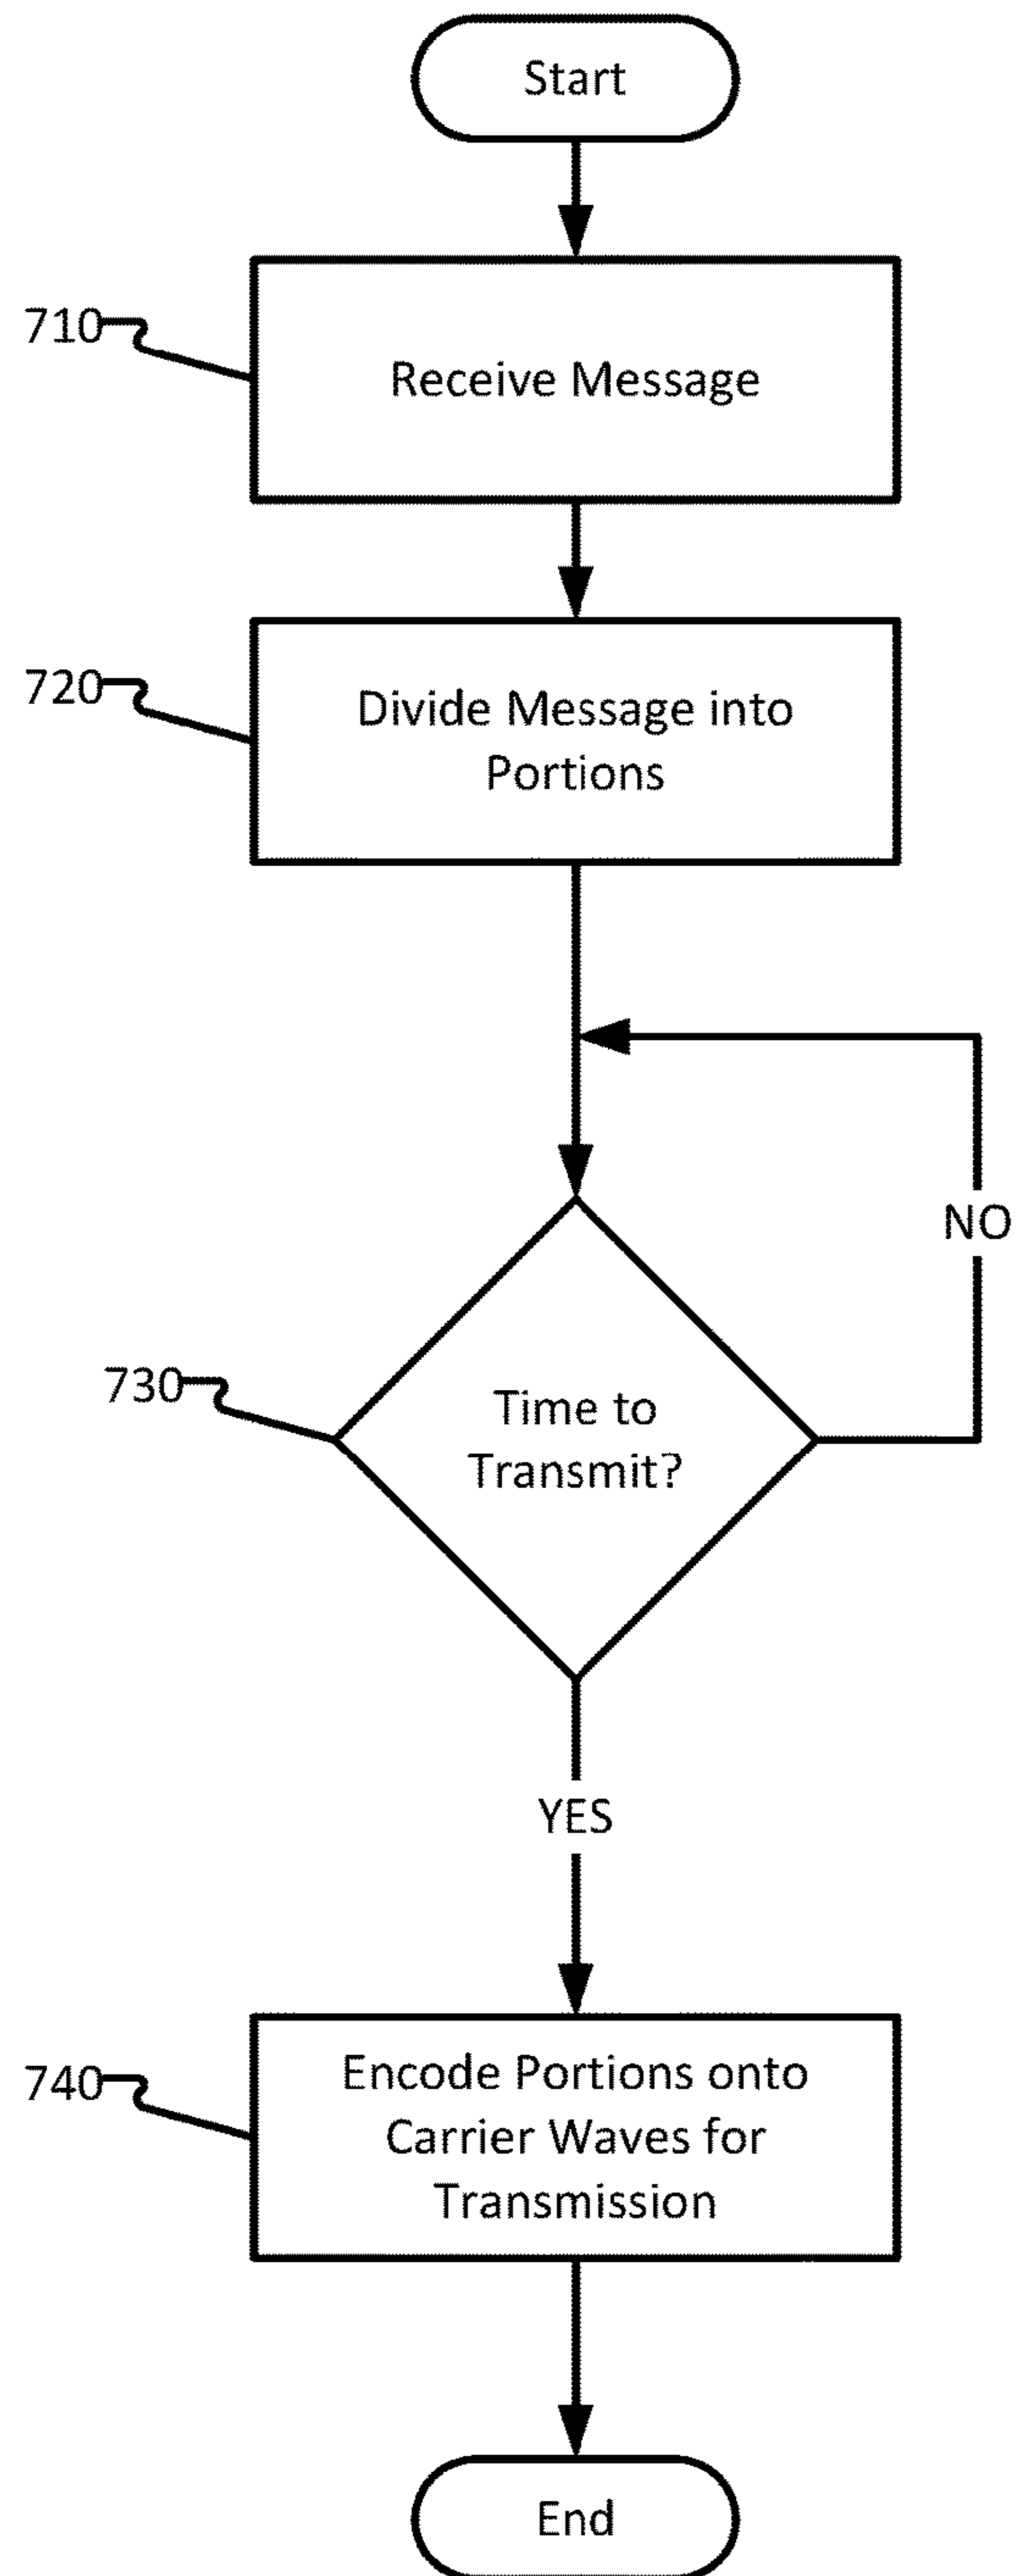 Start
710
Receive Message
720
Divide Message into
Portions
NO
730
Time to
Transmit?
YES
740
Encode Portions onto
Carrier Waves for
Transmission
End